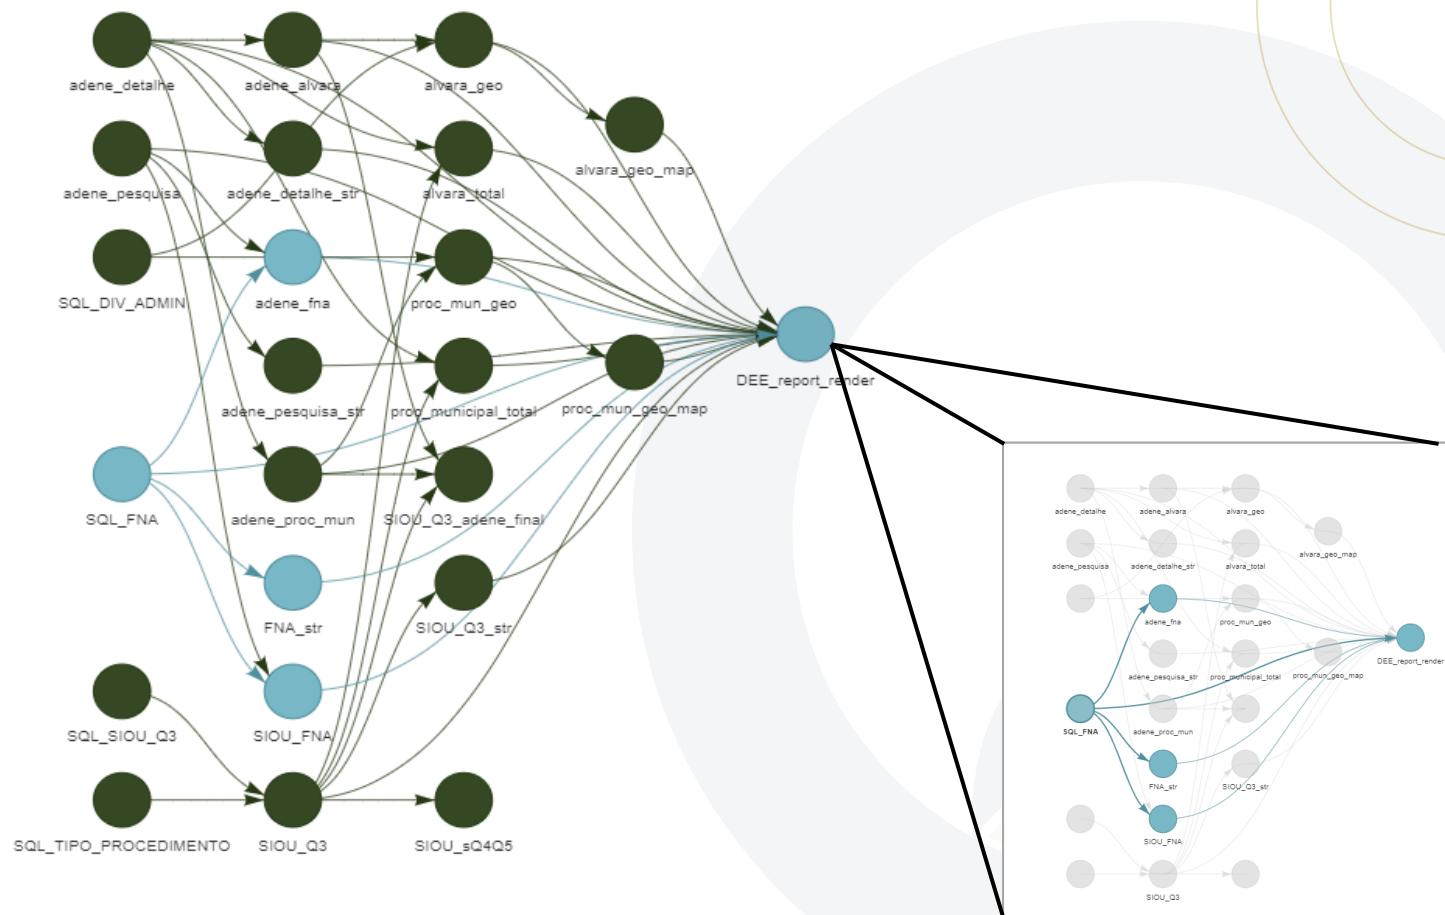 adene_detalhe
adene_alvara
alvara_geo
alvara_geo_map
adene_pesquisa
adene_detalhe_str
alvara_total
SQL_DIV_ADMIN
adene_fna
proc_mun_geo
DEE_report_render
adene_pesquisa_str
proc_municipal_total
proc_mun_geo_map
SQL_FNA
adene_proc_mun
SIOU_Q3_adene_final
FNA_str
SIOU_Q3_str
SQL_SIOU_Q3
SIOU_FNA
SQL_TIPO_PROCEDIMENTO
SIOU_Q3
SIOU_sQ4Q5
adene_detalhe
adene_alvara
alvara_geo
alvara_geo_map
adene_pesquisa
adene_detalhe_str
alvara_total
adene_fna
proc_mun_geo
DEE_report_render
adene_pesquisa_str
proc_municipal_total
proc_mun_geo_map
SQL_FNA
adene_proc_mun
FNA_str
SIOU_Q3_str
SIOU_FNA
SIOU_Q3